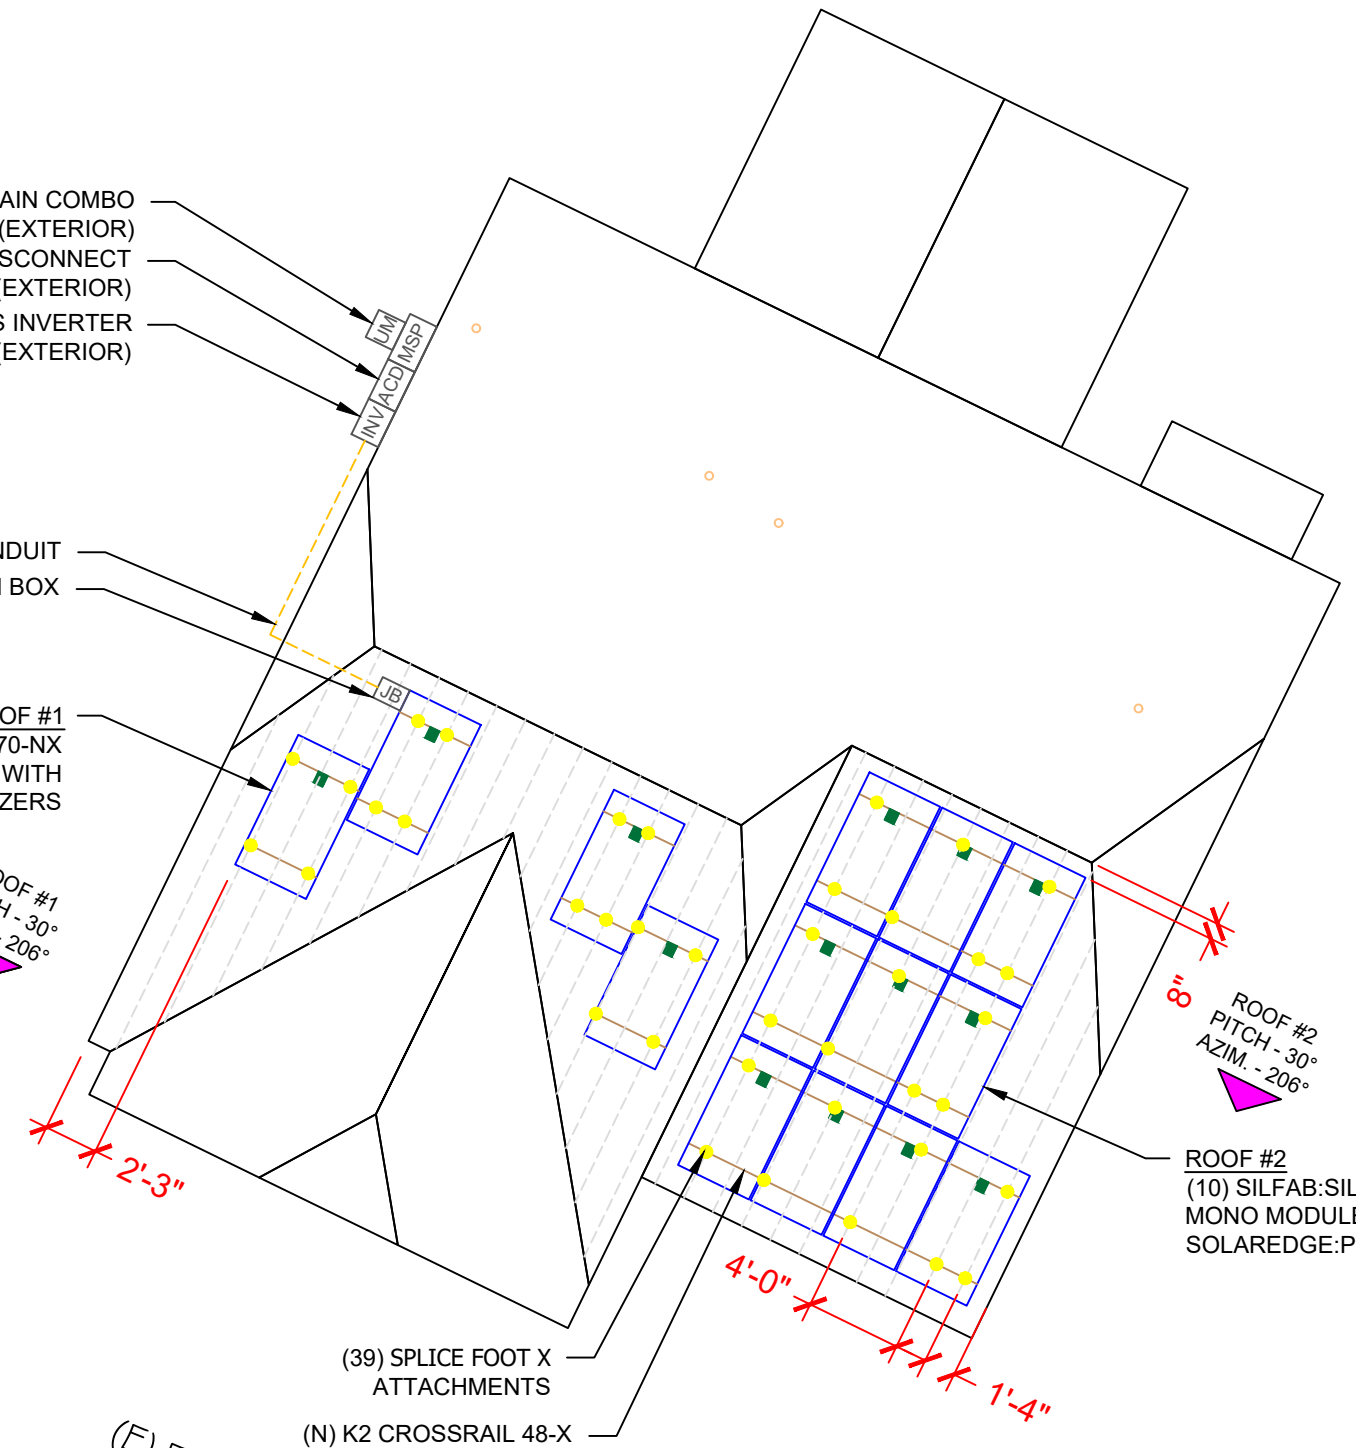 AIN COMBO
(EXTERIOR)
SCONNECT
(EXTERIOR)
S INVERTER
(EXTERIOR)
UM
MSP
ACD
INV
NDUIT
N BOX
JB
OF #1
70-NX
WITH
ZERS
OOF #1
H - 30°
- 206°
2'-3"
8"
ROOF #2
PITCH - 30°
AZIM. - 206°
ROOF #2
(10) SILFAB:SIL
MONO MODULE
SOLAREDGE:P
4'-0"
1'-4"
(39) SPLICE FOOT X
ATTACHMENTS
(N) K2 CROSSRAIL 48-X